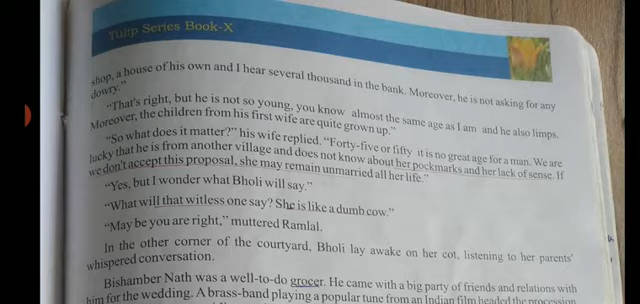 Tulip Series Book-X
shop, a house of his own and I hear several thousand in the bank. Moreover, he is not asking for any
dowry."
"That's right, but he is not so young, you know almost the same age as I am and he also limps.
Moreover, the children from his first wife are quite grown up."
"So what does it matter?" his wife replied. "Forty-five or fifty it is no great age for a man. We are
lucky that he is from another village and does not know about her pockmarks and her lack of sense. If
we don't accept this proposal, she may remain unmarried all her life."
"Yes, but I wonder what Bholi will say."
"What will that witless one say? She is like a dumb cow."
"May be you are right," muttered Ramlal.
In the other corner of the courtyard, Bholi lay awake on her cot, listening to her parents'
whispered conversation.
Bishamber Nath was a well-to-do grocer. He came with a big party of friends and relations with
him for the wedding. A brass-band playing a popular tune from an Indian film headed the procession